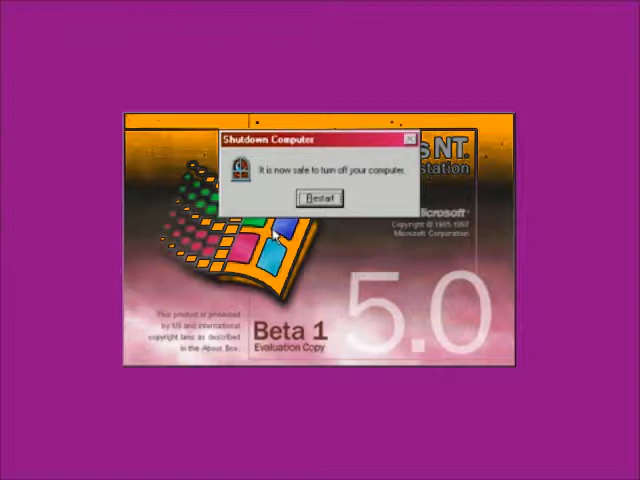 Shutdown Computer
It is now safe to turn off your computer.
Restart
s NT.
station
icrosoft
Copyright © 1985-1997
Microsoft Corporation
5.0
This product is protected
by US and international
copyright laws as described
in the About Box.
Beta 1
Evaluation Copy